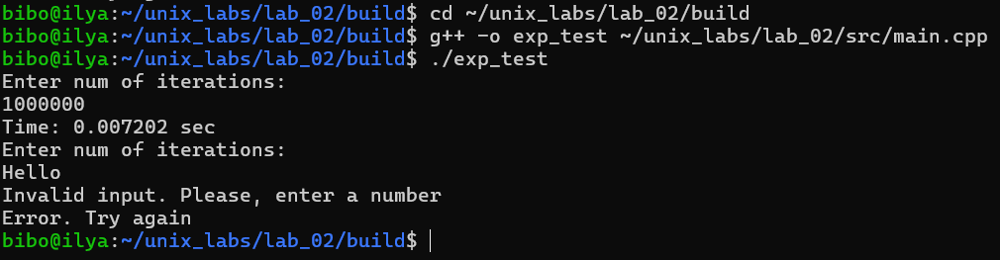 bibo@ilya:~/unix_labs/lab_02/build$ cd ~/unix_labs/lab_02/build
bibo@ilya:~/unix_labs/lab_02/build$ g++ -o exp_test ~/unix_labs/lab_02/src/main.cpp
bibo@ilya:~/unix_labs/lab_02/build$ ./exp_test
Enter num of iterations:
1000000
Time: 0.007202 sec
Enter num of iterations:
Hello
Invalid input. Please, enter a number
Error. Try again
bibo@ilya:~/unix_labs/lab_02/build$